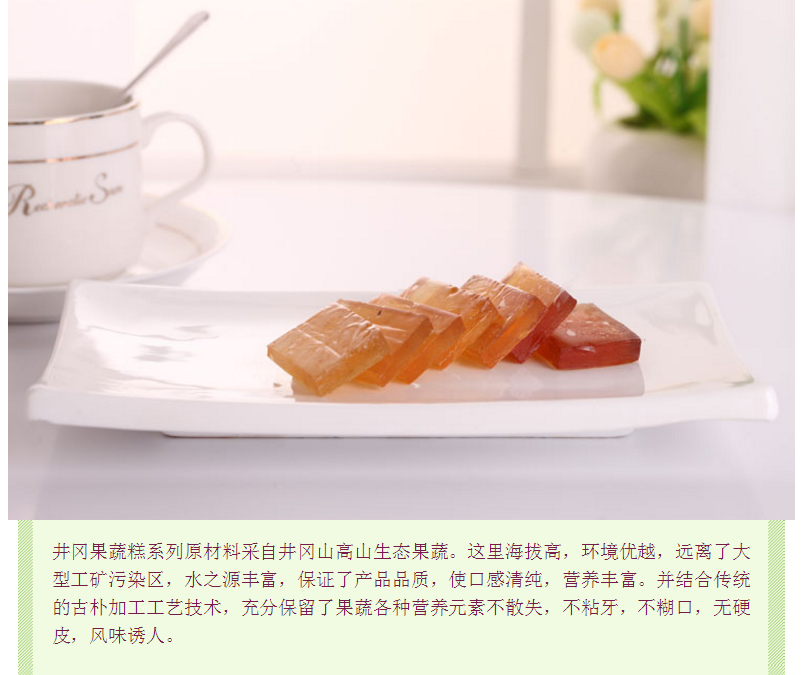 Romantic Sun
井冈果蔬糕系列原材料采自井冈山高山生态果蔬。这里海拔高，环境优越，远离了大
型工矿污染区，水之源丰富，保证了产品品质，使口感清纯，营养丰富。并结合传统
的古朴加工工艺技术，充分保留了果蔬各种营养元素不散失，不粘牙，不糊口，无硬
皮，风味诱人。